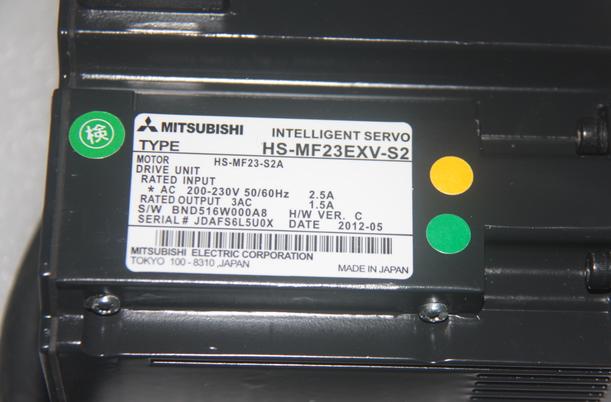 検
MITSUBISHI INTELLIGENT SERVO
TYPE HS-MF23EXV-S2
MOTOR HS-MF23-S2A
DRIVE UNIT
RATED INPUT
* AC 200-230V 50/60Hz 2.5A
RATED OUTPUT 3AC 1.5A
S/W BND516W000A8 H/W VER. C
SERIAL# JDAFS6L5U0X DATE 2012-05
MITSUBISHI ELECTRIC CORPORATION
TOKYO 100-8310,JAPAN MADE IN JAPAN